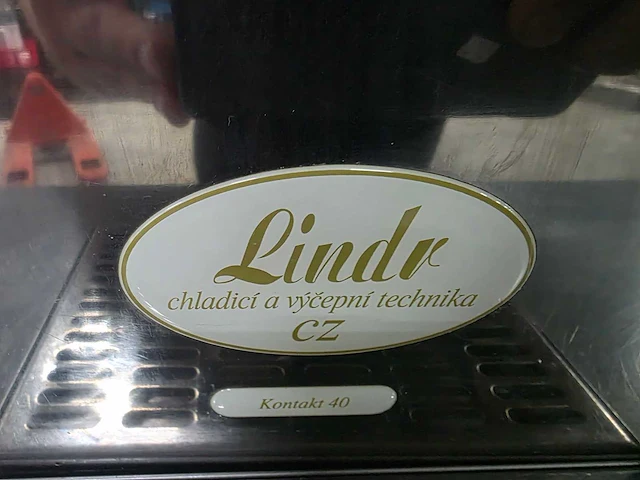 Lindr
chladicí a výčepní technika
CZ
Kontakt 40